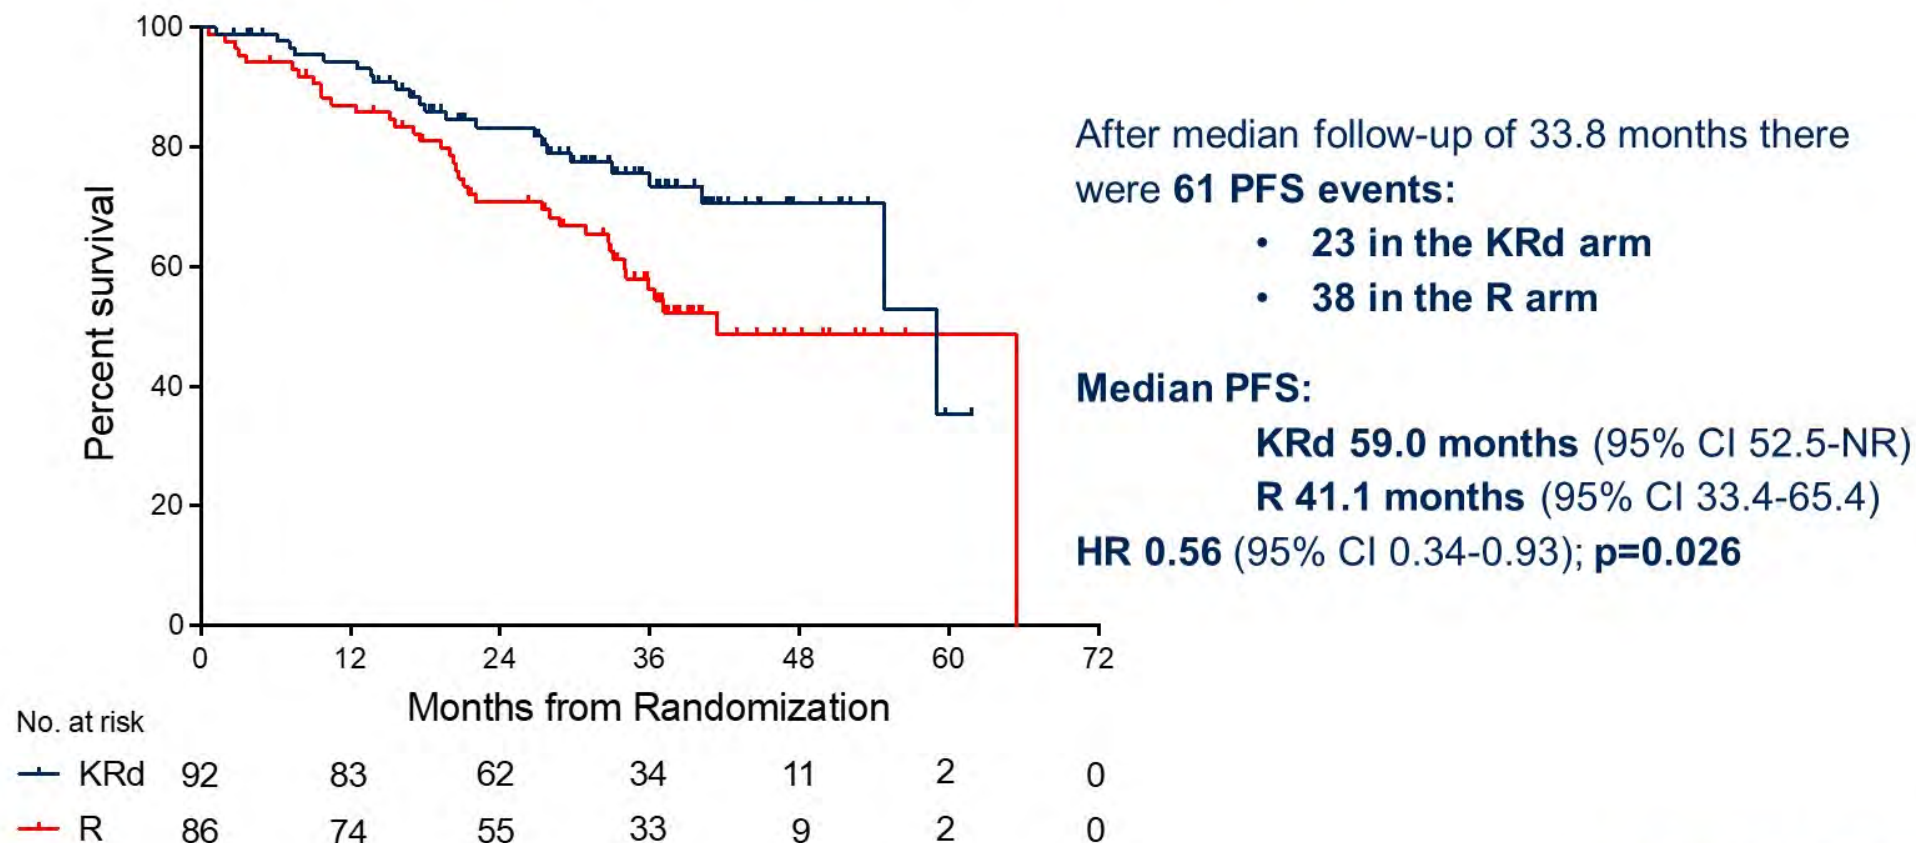 100
80
60
40
20
0
Percent survival
0 12 24 36 48 60 72
Months from Randomization
No. at risk
KRd 92 83 62 34 11 2 0
R 86 74 55 33 9 2 0
After median follow-up of 33.8 months there
were 61 PFS events:
• 23 in the KRd arm
• 38 in the R arm
Median PFS:
KRd 59.0 months (95% CI 52.5-NR)
R 41.1 months (95% CI 33.4-65.4)
HR 0.56 (95% CI 0.34-0.93); p=0.026